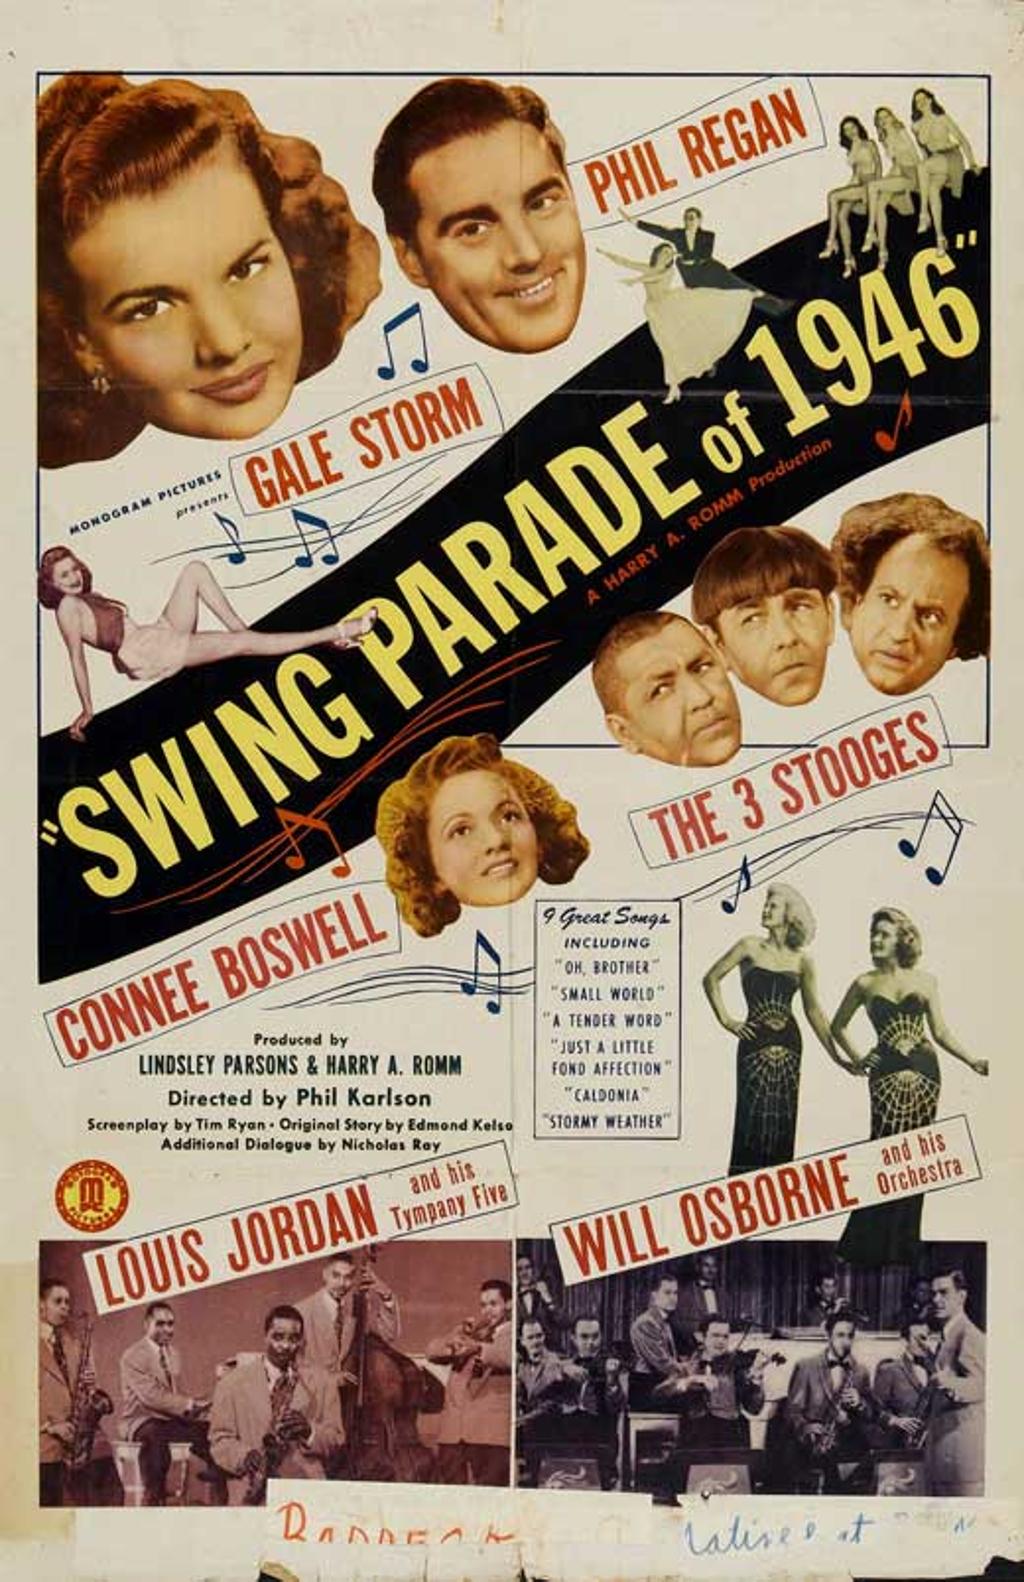 PHIL REGAN
GALE STORM
MONOGRAM PICTURES
presents
"SWING PARADE of 1946"
A HARRY A. ROMM Production
THE 3 STOOGES
CONNEE BOSWELL
9 Great Songs
INCLUDING
"OH, BROTHER"
"SMALL WORLD"
"A TENDER WORD"
"JUST A LITTLE
FOND AFFECTION"
"CALDONIA"
"STORMY WEATHER"
Produced by
LINDSLEY PARSONS & HARRY A. ROMM
Directed by Phil Karlson
Screenplay by Tim Ryan • Original Story by Edmond Kelso
Additional Dialogue by Nicholas Ray
MONOGRAM
M
PICTURES
LOUIS JORDAN and his
Tympany Five
WILL OSBORNE and his
Orchestra